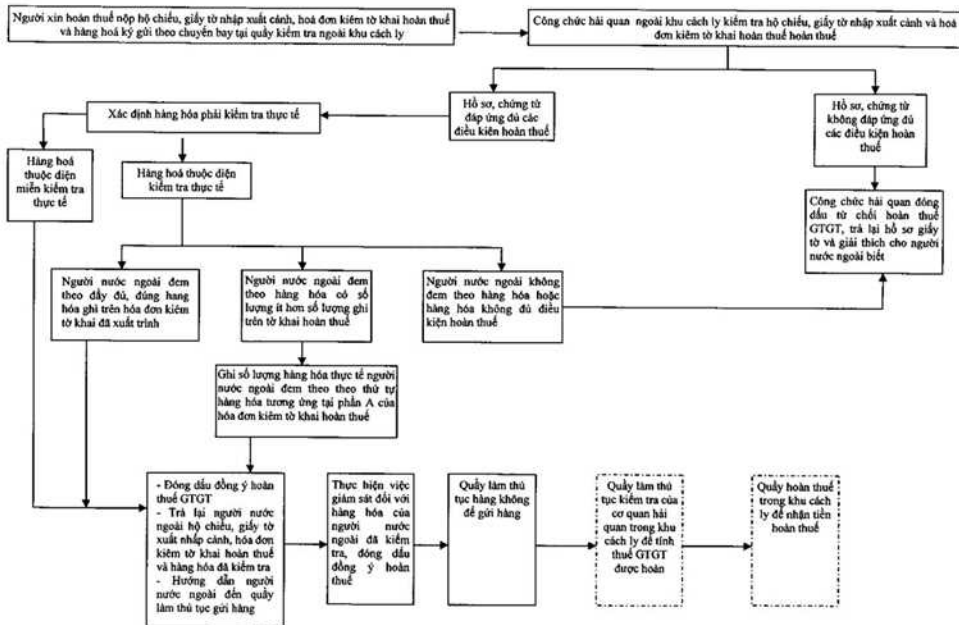 Người xin hoàn thuế nộp hộ chiếu, giấy tờ nhập xuất cảnh, hoá đơn kiêm tờ khai hoàn thuế
và hàng hoá ký gửi theo chuyến bay tại quầy kiểm tra ngoài khu cách ly
Công chức hải quan ngoài khu cách ly kiểm tra hộ chiếu, giấy tờ nhập xuất cảnh và hoá
đơn kiêm tờ khai hoàn thuế hoàn thuế
Xác định hàng hóa phải kiểm tra thực tế
Hồ sơ, chứng từ
đáp ứng đủ các
điều kiện hoàn thuế
Hồ sơ, chứng từ
không đáp ứng đủ
các điều kiện hoàn
thuế
Hàng hoá
thuộc diện
miễn kiểm tra
thực tế
Hàng hoá thuộc diện
kiểm tra thực tế
Công chức hải quan đóng
dấu từ chối hoàn thuế
GTGT, trả lại hồ sơ giấy
tờ và giải thích cho người
nước ngoài biết
Người nước ngoài đem
theo đầy đủ, đúng hang
hóa ghi trên hóa đơn kiêm
tờ khai đã xuất trình
Người nước ngoài đem
theo hàng hóa có số
lượng ít hơn số lượng ghi
trên tờ khai hoàn thuế
Người nước ngoài không
đem theo hàng hóa hoặc
hàng hóa không đủ điều
kiện hoàn thuế
Ghi số lượng hàng hóa thực tế người
nước ngoài đem theo theo thứ tự
hàng hóa tương ứng tại phần A của
hóa đơn kiêm tờ khai hoàn thuế
- Đóng dấu đồng ý hoàn
thuế GTGT
- Trả lại người nước
ngoài hộ chiếu, giấy tờ
xuất nhập cảnh, hóa đơn
kiêm tờ khai hoàn thuế
và hàng hóa đã kiểm tra
- Hướng dẫn người
nước ngoài đến quầy
làm thủ tục gửi hàng
Thực hiện việc
giám sát đối với
hàng hóa của
người nước
ngoài đã kiểm
tra, đóng dấu
đồng ý hoàn
thuế
Quầy làm thủ
tục hàng không
để gửi hàng
Quầy làm thủ
tục kiểm tra của
cơ quan hải
quan trong khu
cách ly để tính
thuế GTGT
được hoàn
Quầy hoàn thuế
trong khu cách
ly để nhận tiền
hoàn thuế